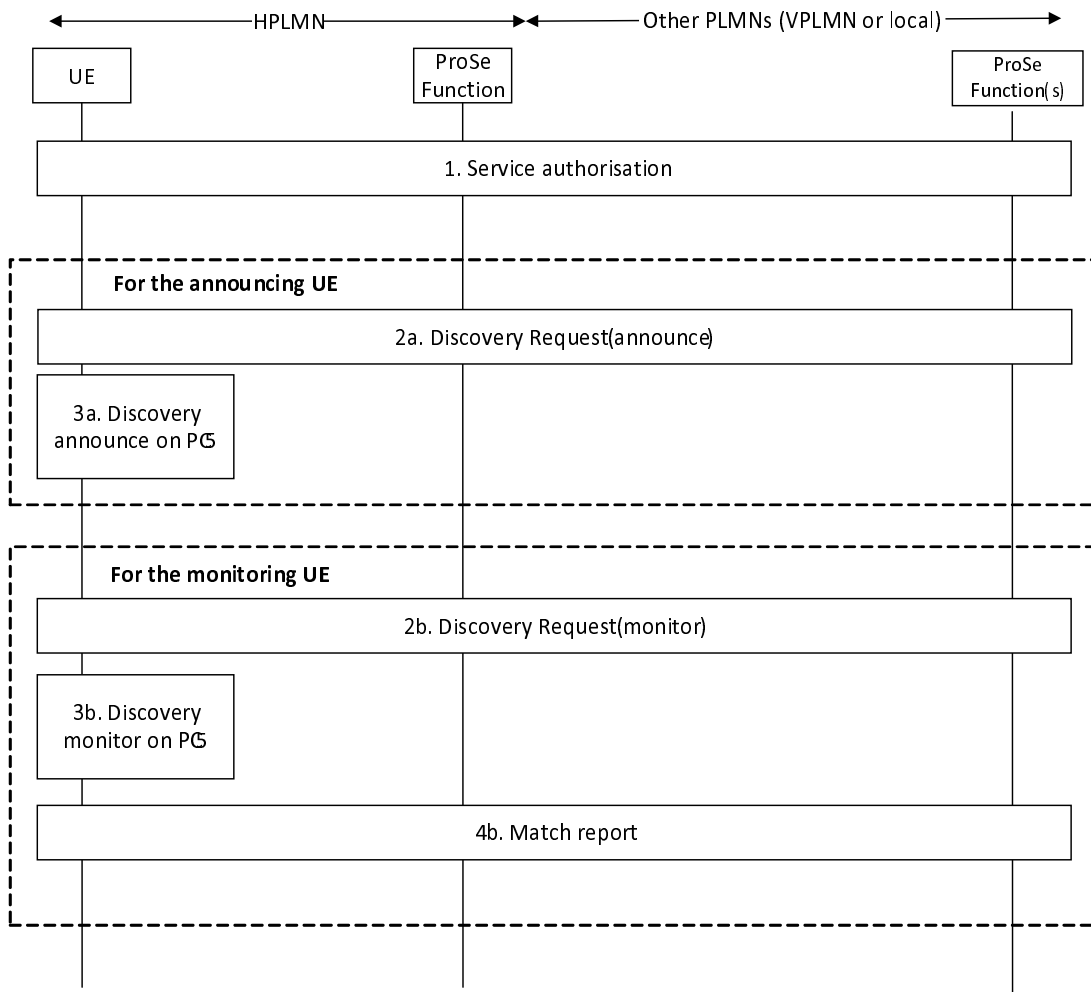 HPLMN
Other PLMNs (VPLMN or local)
UE
ProSe
Function
ProSe
Function(s)
1. Service authorisation
For the announcing UE
2a. Discovery Request(announce)
3a. Discovery
announce on PC5
For the monitoring UE
2b. Discovery Request(monitor)
3b. Discovery
monitor on PC5
4b. Match report